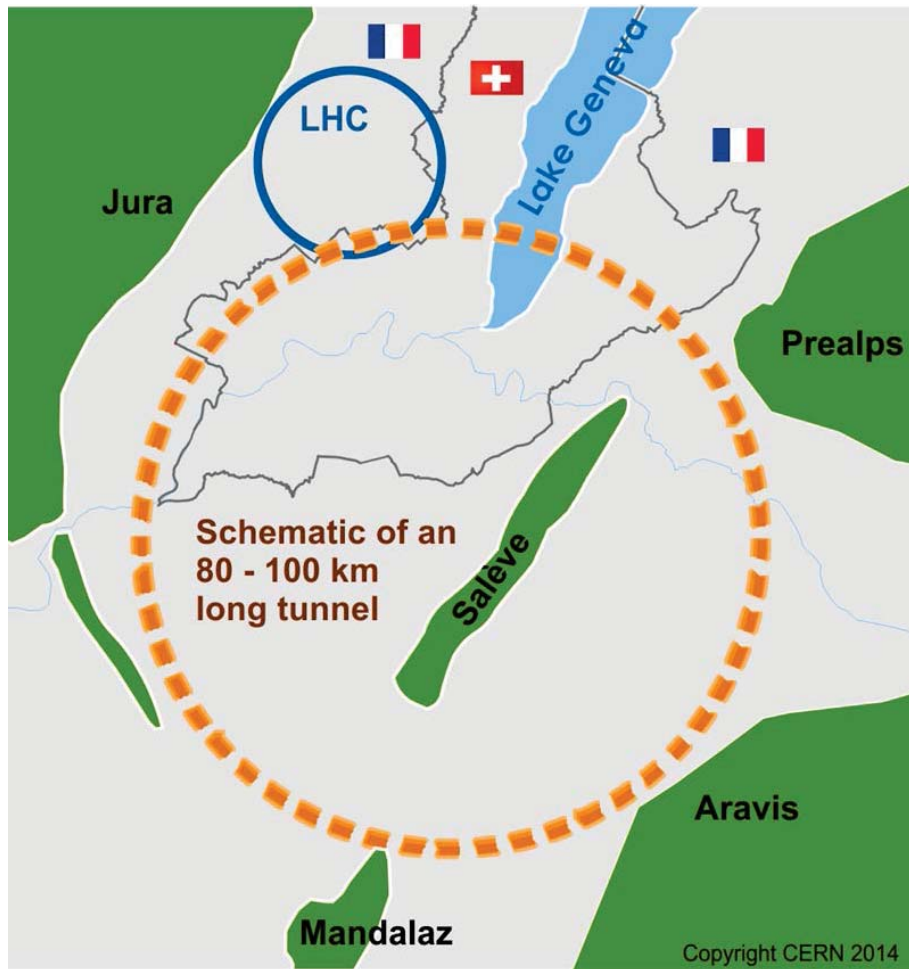 LHC
Lake Geneva
Jura
Prealps
Schematic of an
80 - 100 km
long tunnel
Salève
Aravis
Mandalaz
Copyright CERN 2014